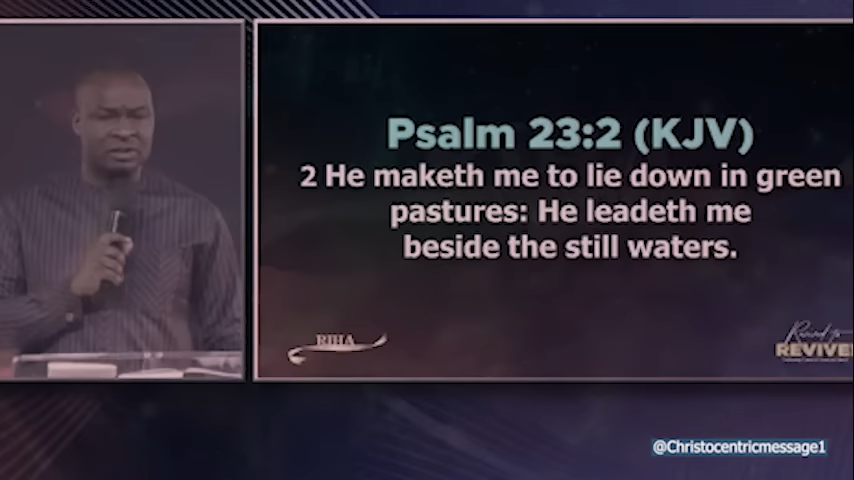 Psalm 23:2 (KJV)
2 He maketh me to lie down in green
pastures: He leadeth me
beside the still waters.
RIHA
REVIVE
@Christocentricmessage1